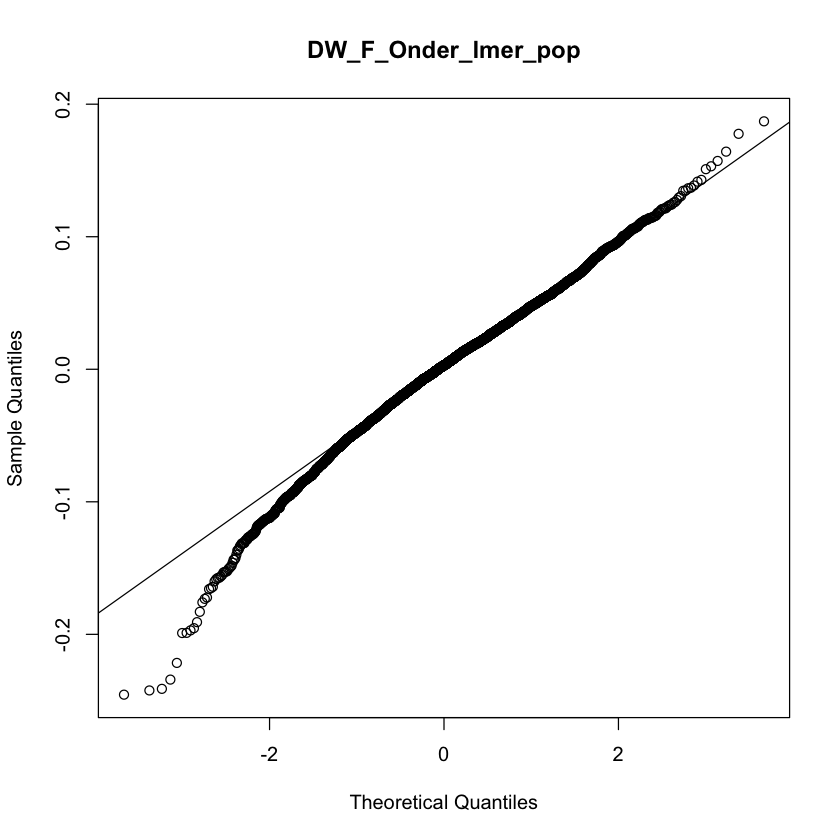 DW_F_Onder_lmer_pop
0.2
0.1
0.0
-0.1
-0.2
Sample Quantiles
-2
0
2
Theoretical Quantiles